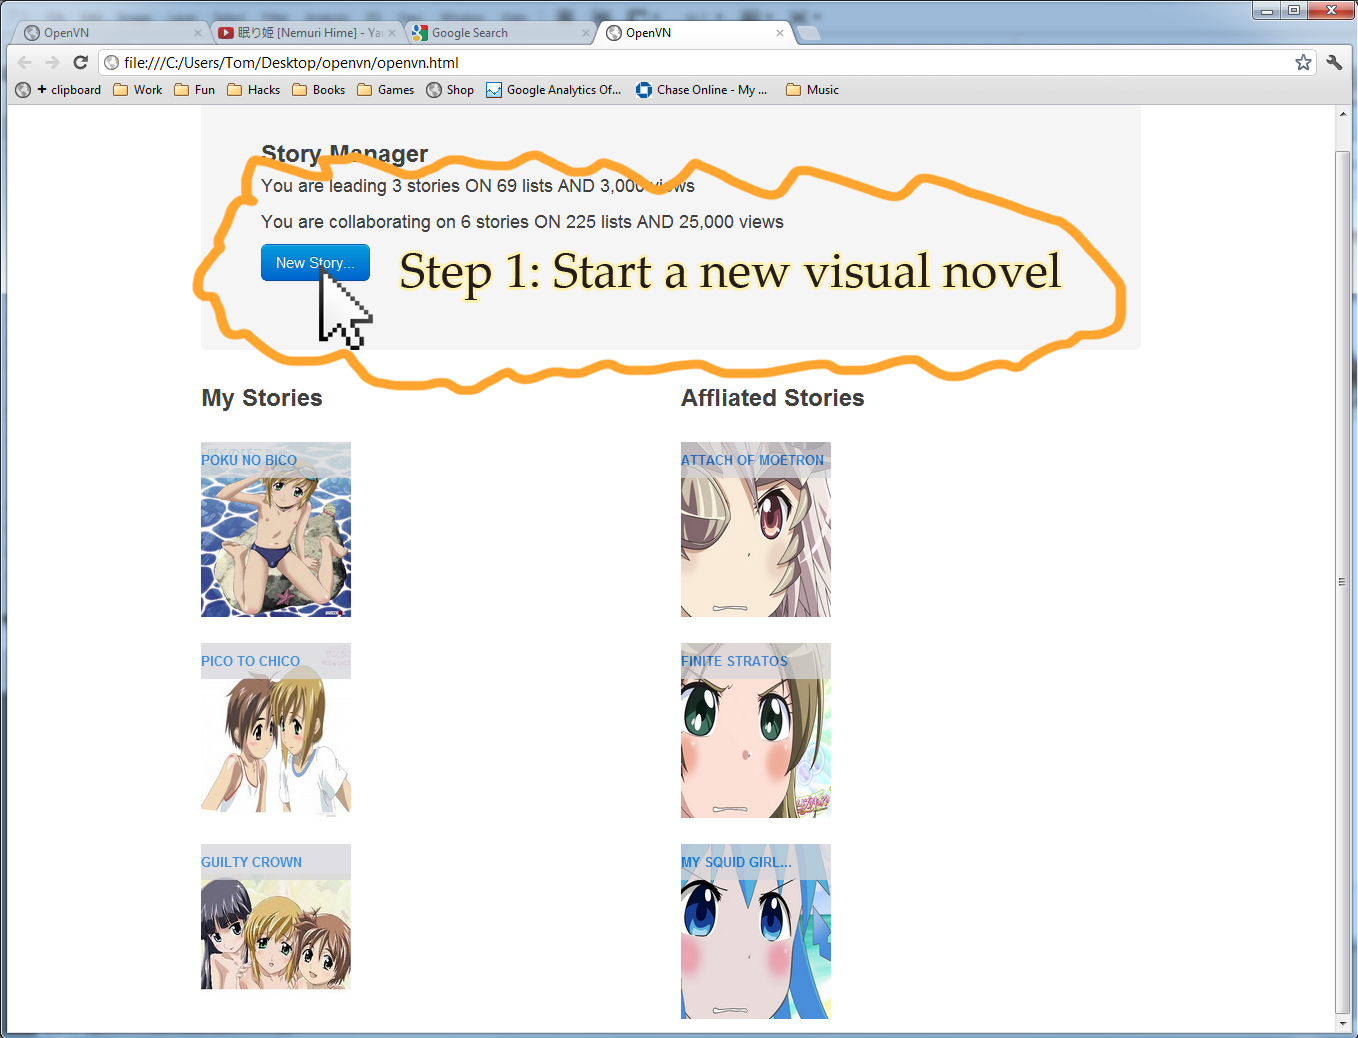 OpenVN
眠り姫 [Nemuri Hime] - Ya
Google Search
OpenVN
file:///C:/Users/Tom/Desktop/openvn/openvn.html
+ clipboard
Work
Fun
Hacks
Books
Games
Shop
Google Analytics Of...
Chase Online - My ...
Music
Story Manager
You are leading 3 stories ON 69 lists AND 3,000 views
You are collaborating on 6 stories ON 225 lists AND 25,000 views
New Story...
Step 1: Start a new visual novel
My Stories
Affliated Stories
POKU NO BICO
ATTACH OF MOETRON
PICO TO CHICO
FINITE STRATOS
GUILTY CROWN
MY SQUID GIRL...